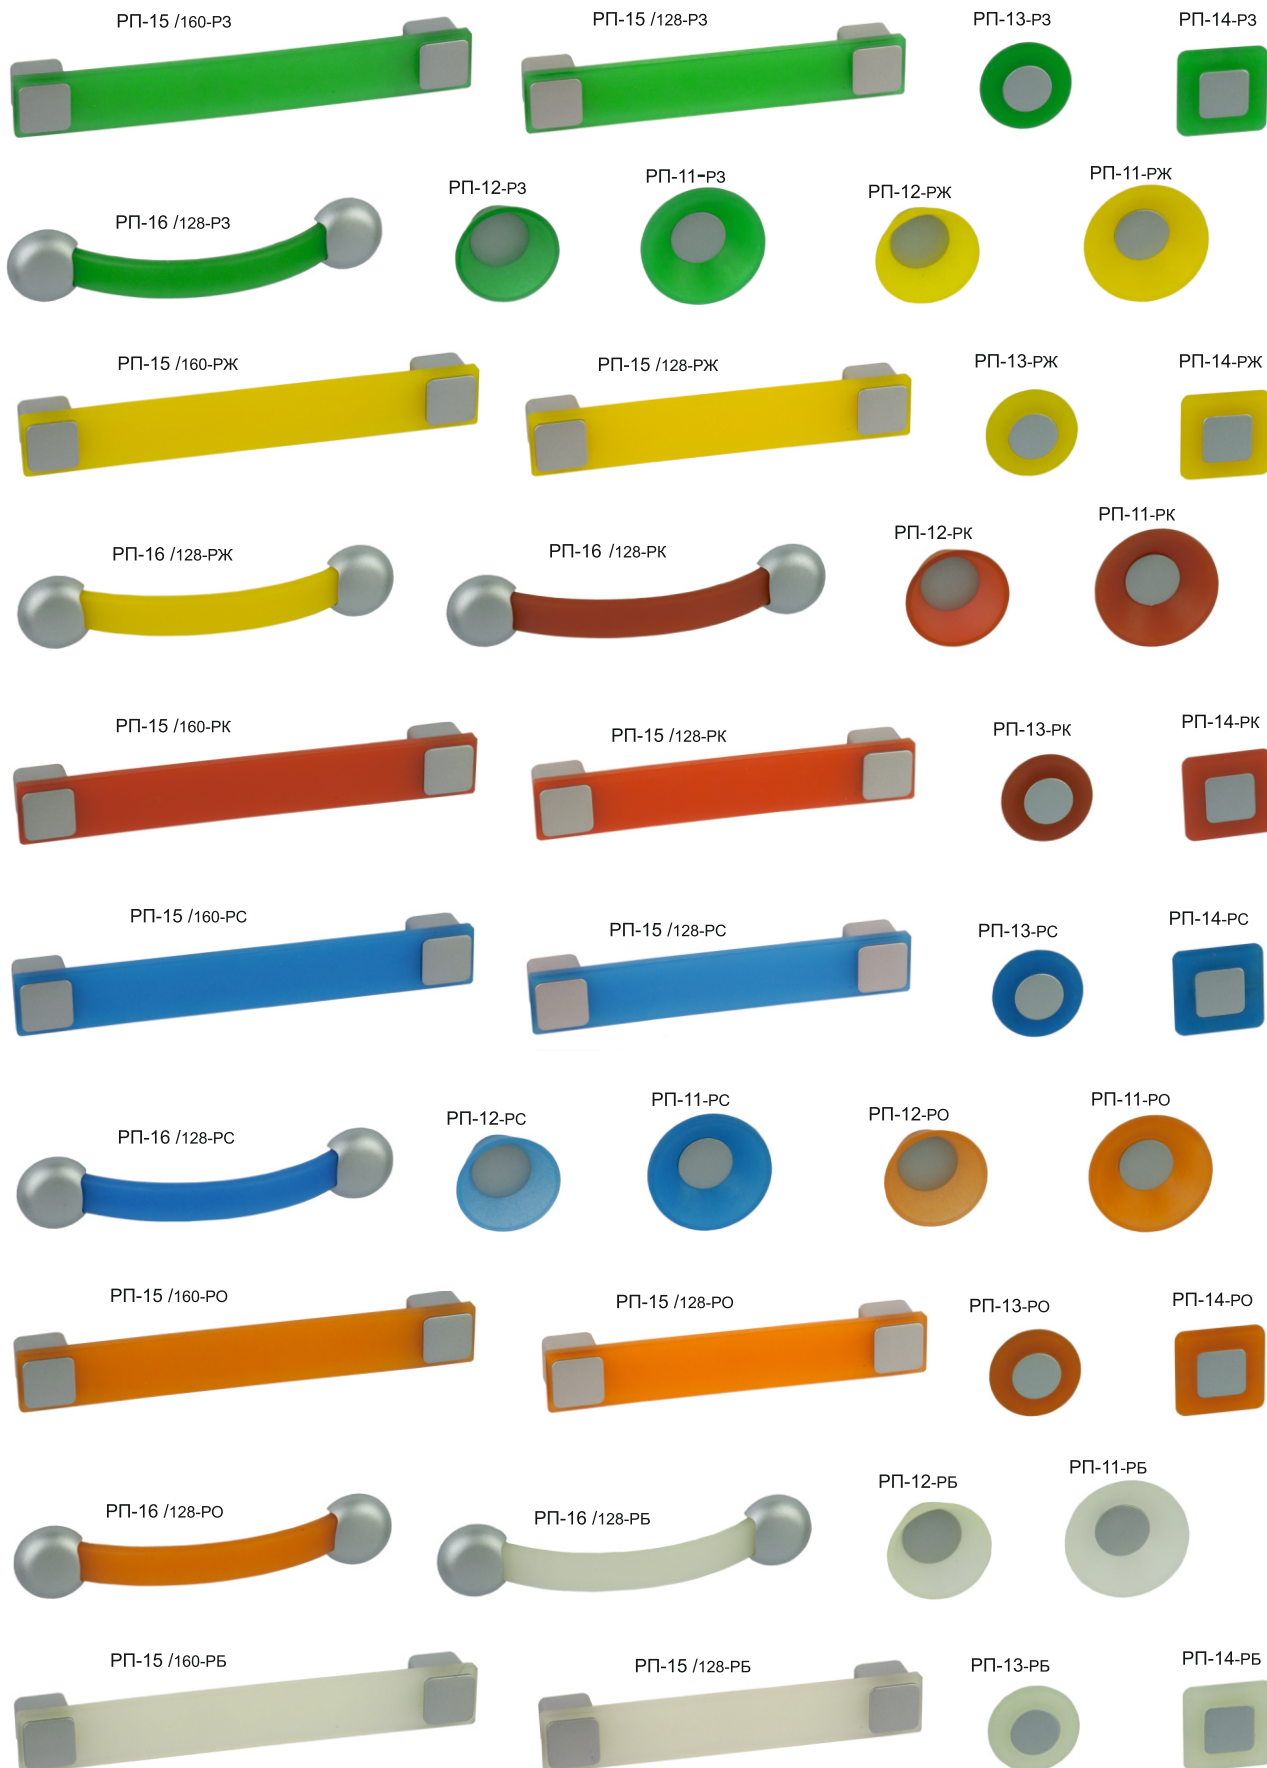 РП-15 /160-РЗ
РП-15 /128-РЗ
РП-13-РЗ
РП-14-РЗ
РП-16 /128-РЗ
РП-12-РЗ
РП-11-РЗ
РП-12-РЖ
РП-11-РЖ
РП-15 /160-РЖ
РП-15 /128-РЖ
РП-13-РЖ
РП-14-РЖ
РП-16 /128-РЖ
РП-16 /128-РК
РП-12-РК
РП-11-РК
РП-15 /160-РК
РП-15 /128-РК
РП-13-РК
РП-14-РК
РП-15 /160-РС
РП-15 /128-РС
РП-13-РС
РП-14-РС
РП-16 /128-РС
РП-12-РС
РП-11-РС
РП-12-РО
РП-11-РО
РП-15 /160-РО
РП-15 /128-РО
РП-13-РО
РП-14-РО
РП-16 /128-РО
РП-16 /128-РБ
РП-12-РБ
РП-11-РБ
РП-15 /160-РБ
РП-15 /128-РБ
РП-13-РБ
РП-14-РБ